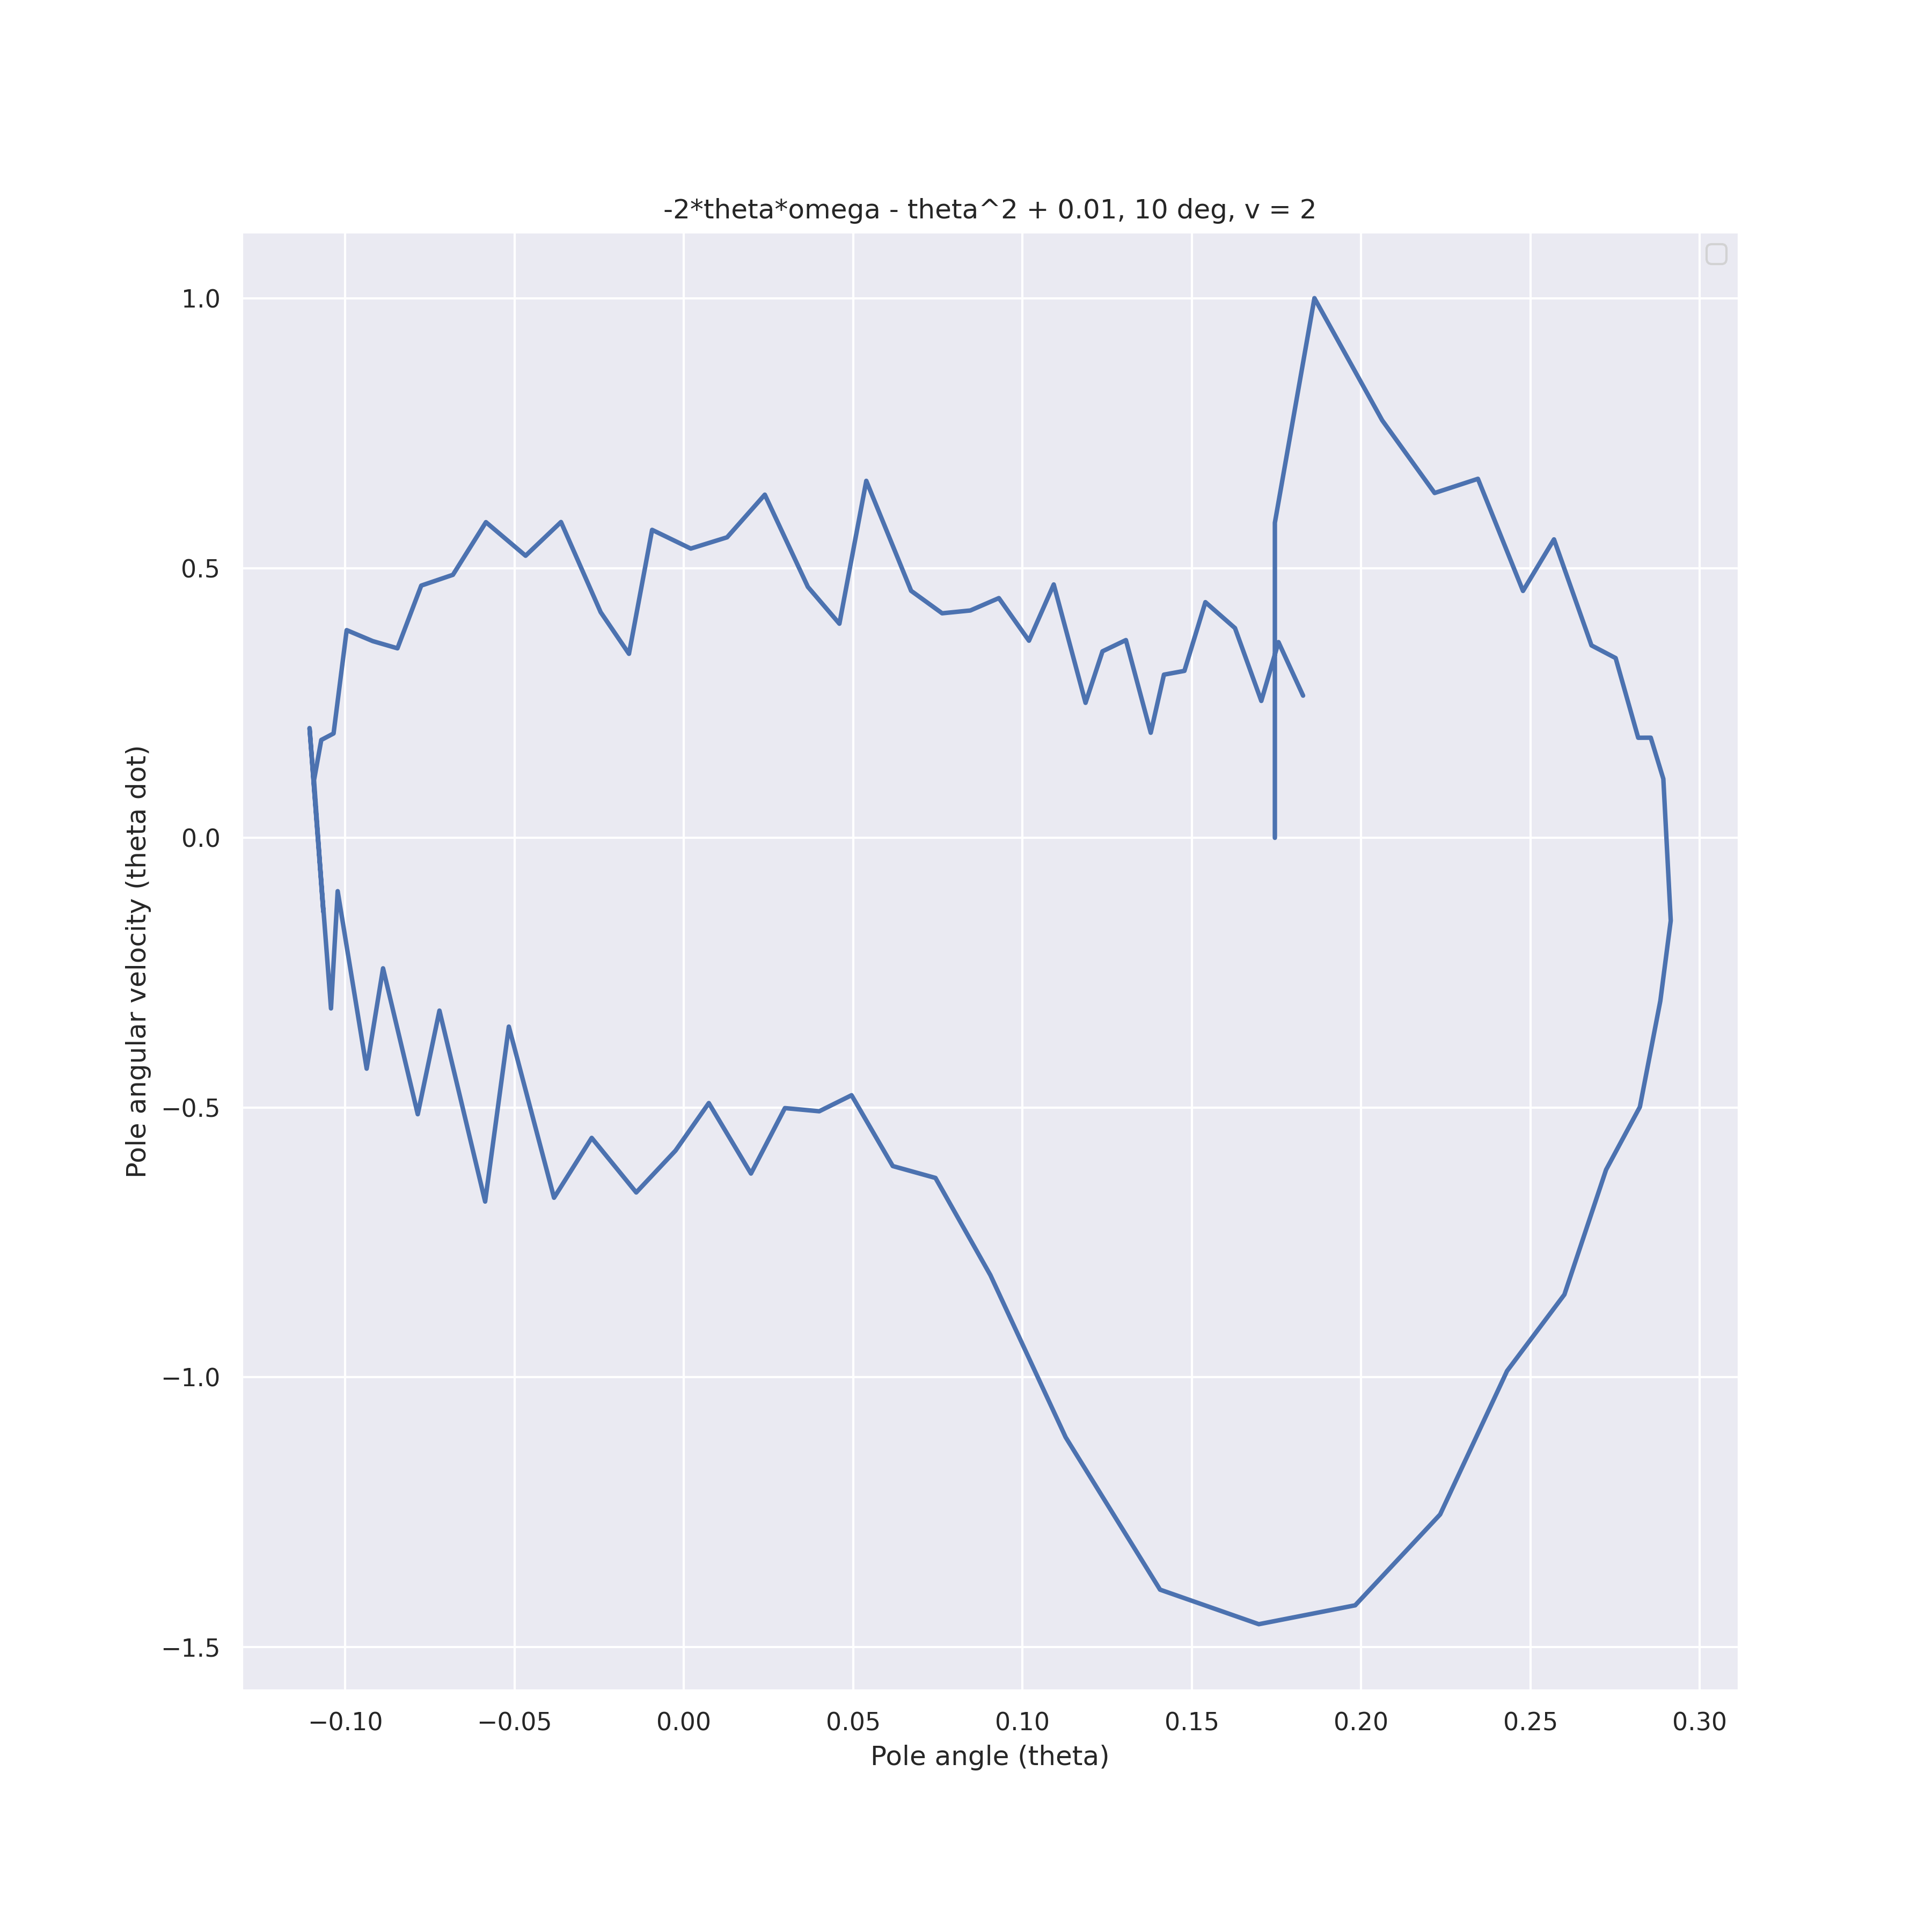 -2*theta*omega - theta^2 + 0.01, 10 deg, v = 2
1.0
0.5
0.0
−0.5
−1.0
−1.5
Pole angular velocity (theta dot)
−0.10 −0.05 0.00 0.05 0.10 0.15 0.20 0.25 0.30
Pole angle (theta)